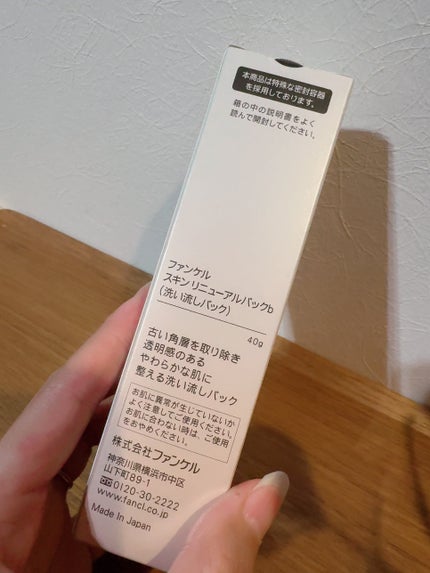 本商品は特殊な密封容器
を採用しております。
箱の中の説明書をよく
読んで開封してください。
ファンケル
スキンリニューアルパックb
(洗い流しパック)
40g
古い角層を取り除き
透明感のある
やわらかな肌に
整える洗い流しパック
お肌に異常が生じていないか
よく注意してご使用ください。
お肌に合わない時は、ご使用
をおやめください。
株式会社ファンケル
神奈川県横浜市中区
山下町89-1
0120-30-2222
www.fancl.co.jp
Made In Japan